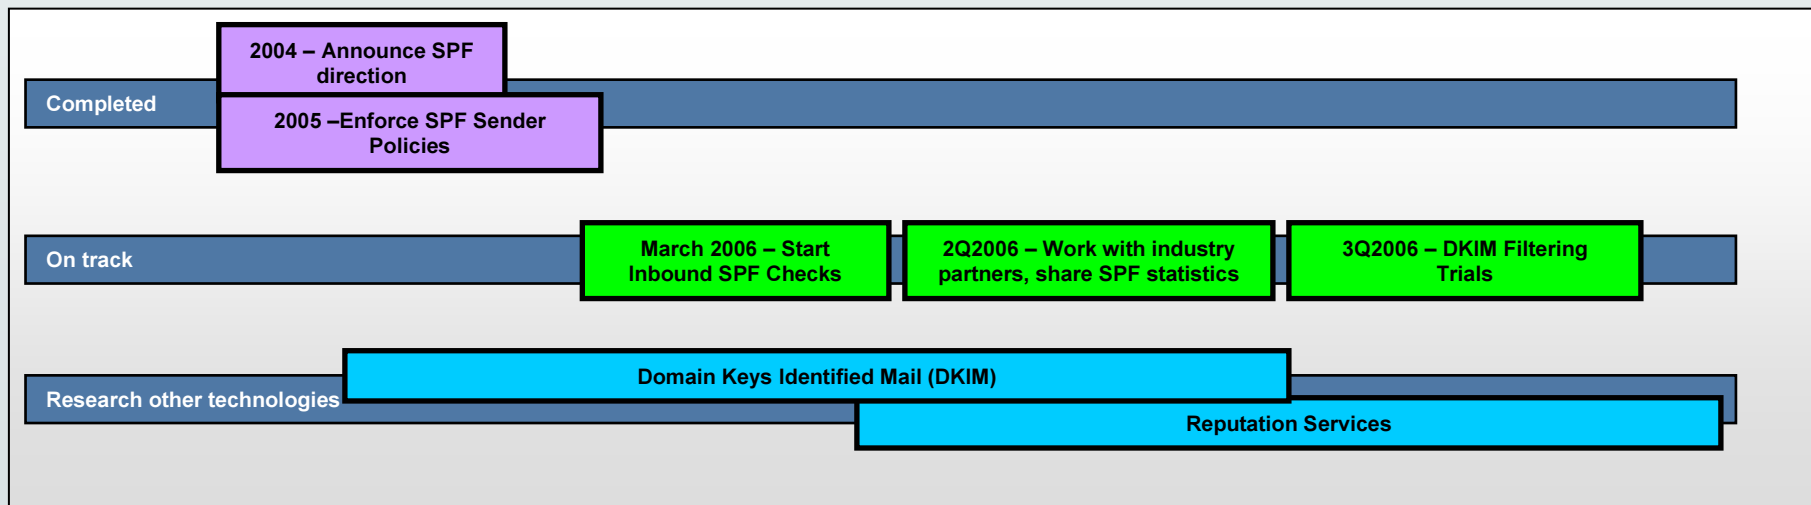 2004 – Announce SPF
direction
Completed
2005 –Enforce SPF Sender
Policies
On track
March 2006 – Start
Inbound SPF Checks
2Q2006 – Work with industry
partners, share SPF statistics
3Q2006 – DKIM Filtering
Trials
Research other technologies
Domain Keys Identified Mail (DKIM)
Reputation Services